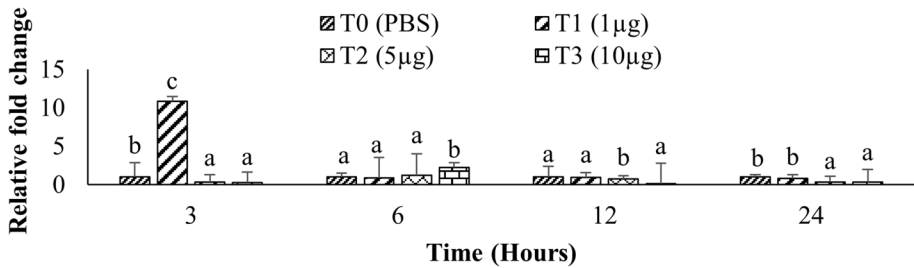 T0 (PBS) T1 (1µg)
T2 (5µg) T3 (10µg)
Relative fold change
15
10
5
0
b c a a a a a b a a b a b b a a
3 6 12 24
Time (Hours)